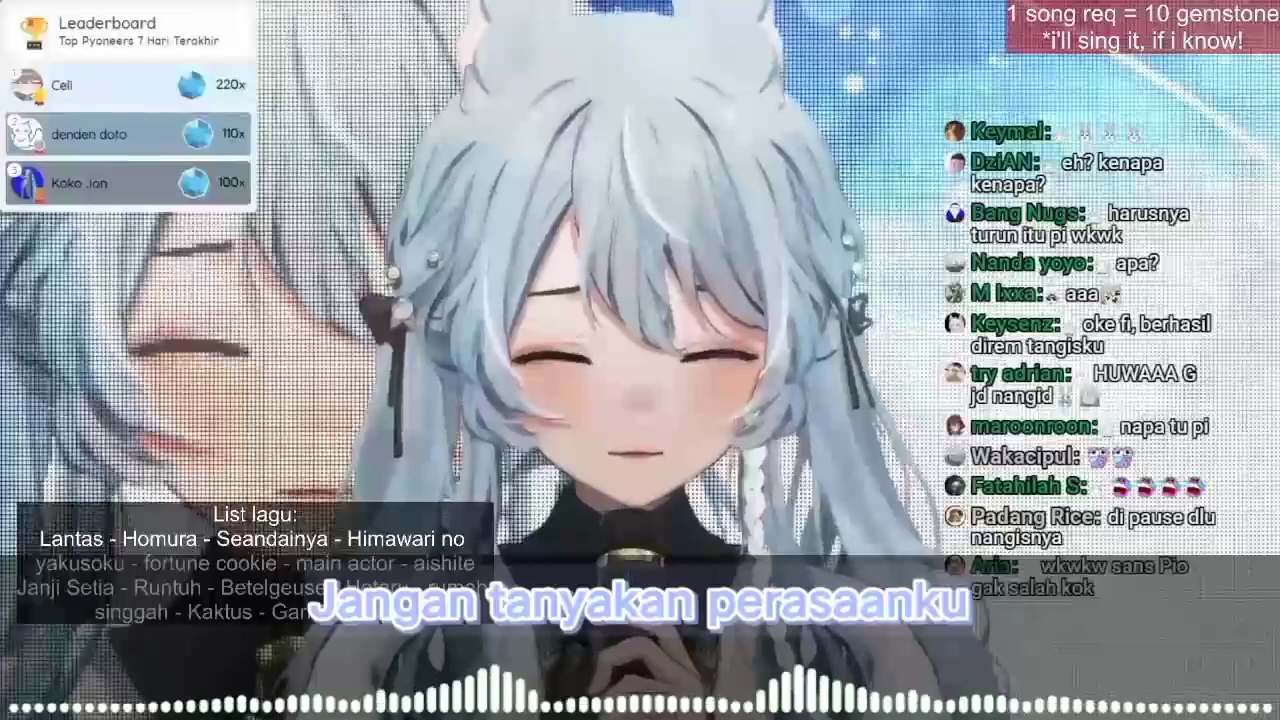 Leaderboard
Top Pyoneers 7 Hari Terakhir
Cell 220x
denden doto 110x
3
Koko Jan 100x
1 song req = 10 gemstone
*i'll sing it, if i know!
Keymal:
DziAN: eh? kenapa
kenapa?
Bang Nugs: harusnya
turun itu pi wkwk
Nanda yoyo: apa?
M Ixxa: aaa
Keysenz: oke fi, berhasil
direm tangisku
try adrian: HUWAAA G
jd nangid
maroonroon: napa tu pi
Wakacipul:
Fatahilah S:
Padang Rice: di pause dlu
nangisnya
wkwkw sans Pio
gak salah kok
List lagu:
Lantas - Homura - Seandainya - Himawari no
yakusoku - fortune cookie - main actor - aishite
Janji Setia - Runtuh - Betelgeuse
singgah - Kaktus
Jangan tanyakan perasaanku